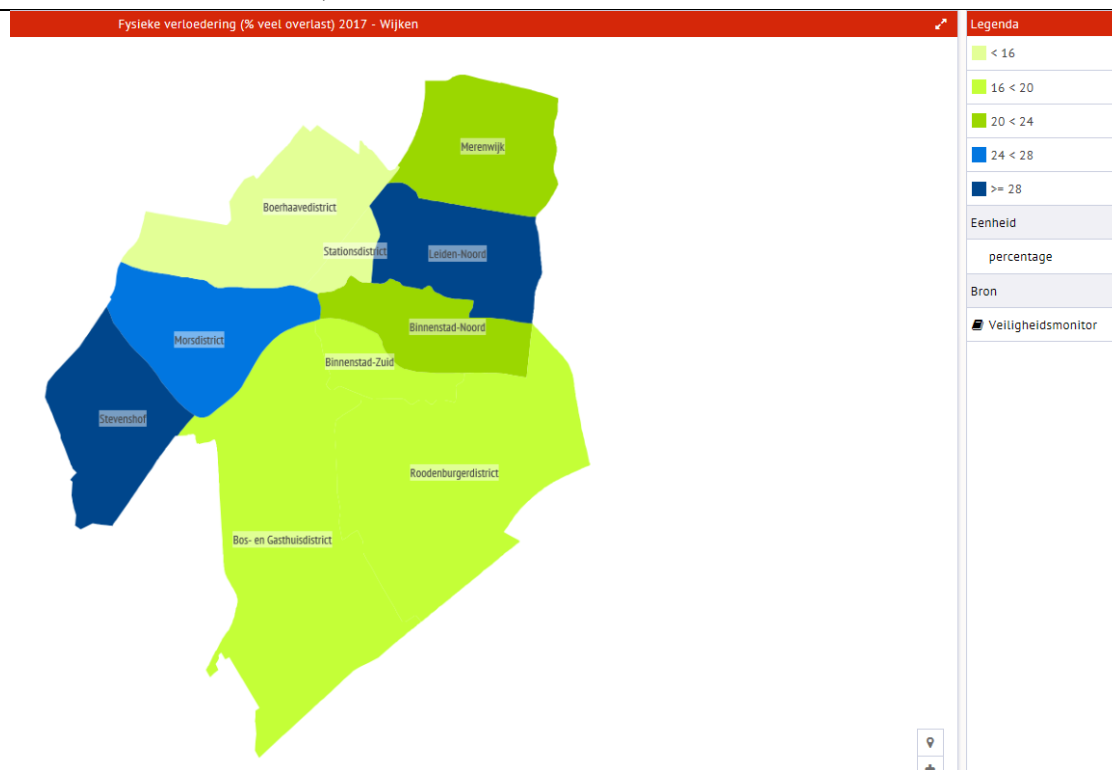 Fysieke verloedering (% veel overlast) 2017 - Wijken
Merenwijk
Boerhaavedistrict
Stationsdistrict
Leiden-Noord
Binnenstad-Noord
Morsdistrict
Binnenstad-Zuid
Stevenshof
Roodenburgerdistrict
Bos- en Gasthuisdistrict
Legenda
< 16
16 < 20
20 < 24
24 < 28
>= 28
Eenheid
percentage
Bron
Veiligheidsmonitor